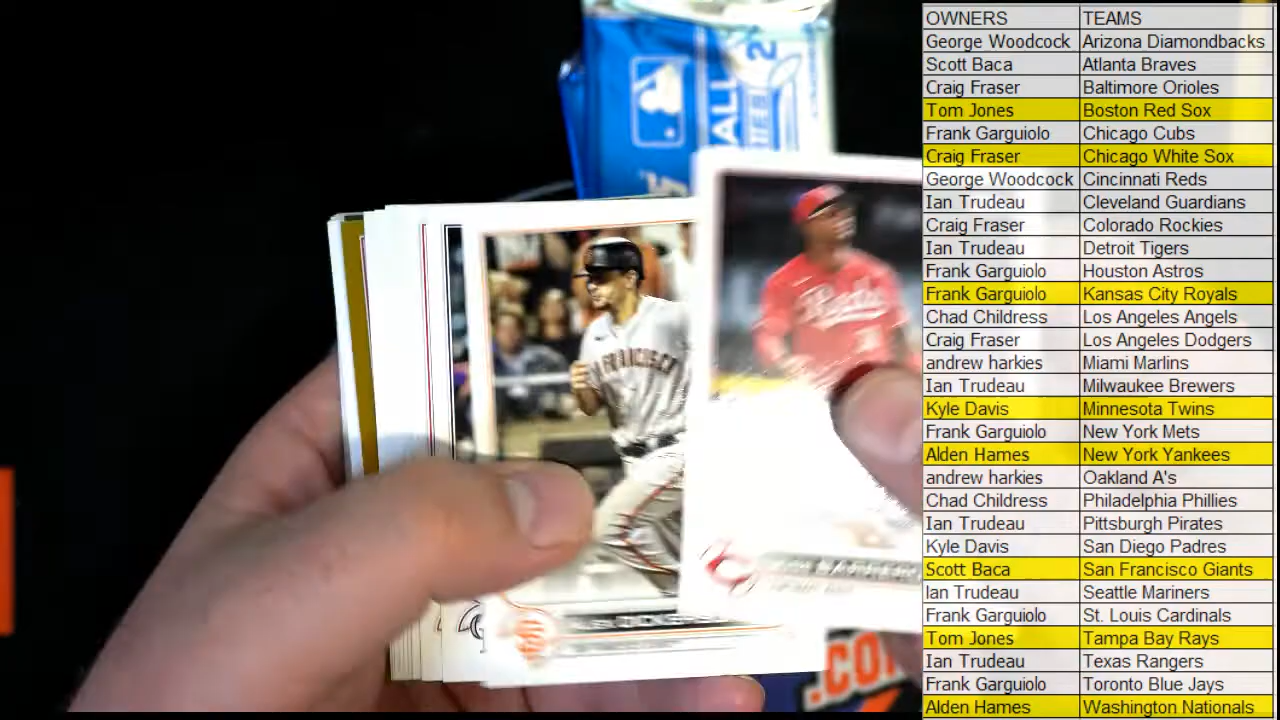 OWNERS TEAMS
George Woodcock Arizona Diamondbacks
Scott Baca Atlanta Braves
Craig Fraser Baltimore Orioles
Tom Jones Boston Red Sox
Frank Garguiolo Chicago Cubs
Craig Fraser Chicago White Sox
George Woodcock Cincinnati Reds
Ian Trudeau Cleveland Guardians
Craig Fraser Colorado Rockies
Ian Trudeau Detroit Tigers
Frank Garguiolo Houston Astros
Frank Garguiolo Kansas City Royals
Chad Childress Los Angeles Angels
Craig Fraser Los Angeles Dodgers
andrew harkies Miami Marlins
Ian Trudeau Milwaukee Brewers
Kyle Davis Minnesota Twins
Frank Garguiolo New York Mets
Alden Hames New York Yankees
andrew harkies Oakland A's
Chad Childress Philadelphia Phillies
Ian Trudeau Pittsburgh Pirates
Kyle Davis San Diego Padres
Scott Baca San Francisco Giants
Ian Trudeau Seattle Mariners
Frank Garguiolo St. Louis Cardinals
Tom Jones Tampa Bay Rays
Ian Trudeau Texas Rangers
Frank Garguiolo Toronto Blue Jays
Alden Hames Washington Nationals
Reds